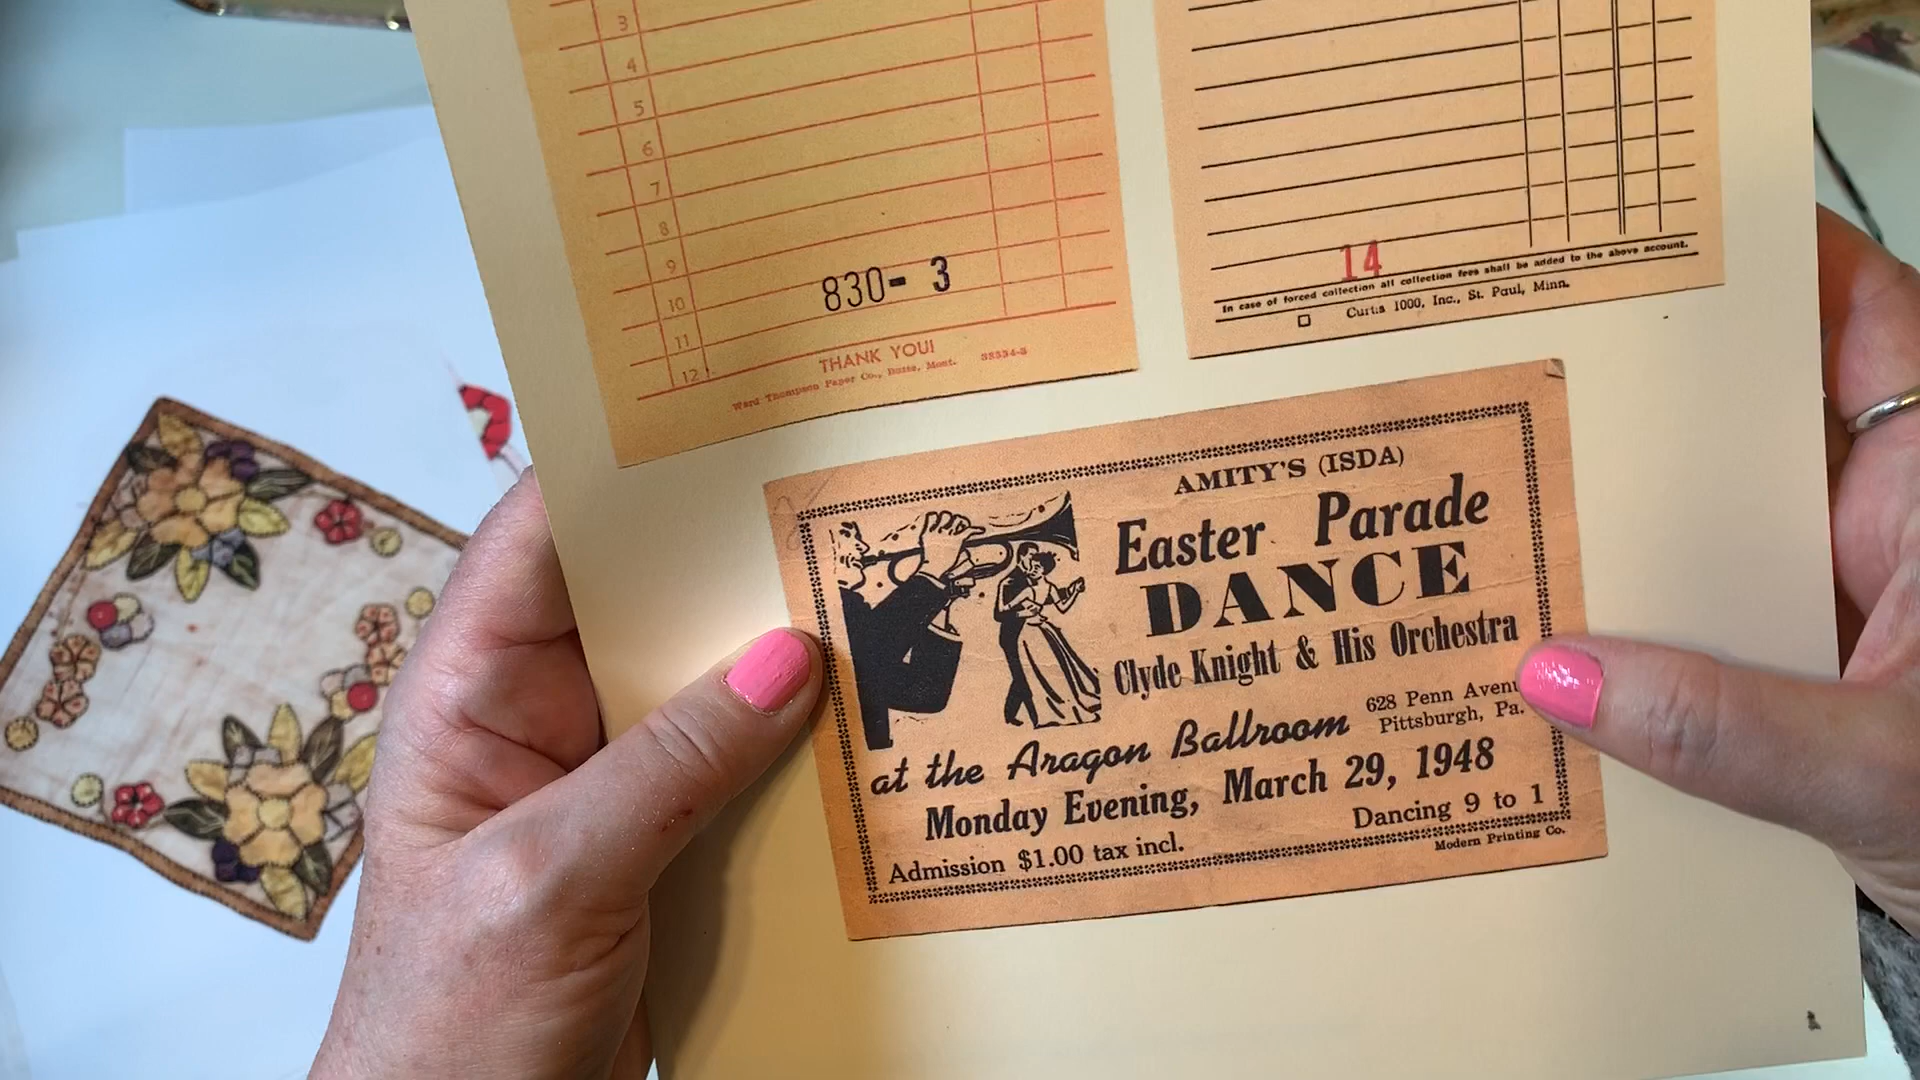 3
4
5
6
7
8
9
10
11
12
830- 3
THANK YOU!
Ward Thompson Paper Co., Butte, Mont. 38334-3
14
In case of forced collection all collection fees shall be added to the above account.
Curtis 1000, Inc., St. Paul, Minn.
AMITY'S (ISDA)
Easter Parade
DANCE
Clyde Knight & His Orchestra
at the Aragon Ballroom
628 Penn Avenu
Pittsburgh, Pa.
Monday Evening, March 29, 1948
Admission $1.00 tax incl.
Dancing 9 to 1
Modern Printing Co.